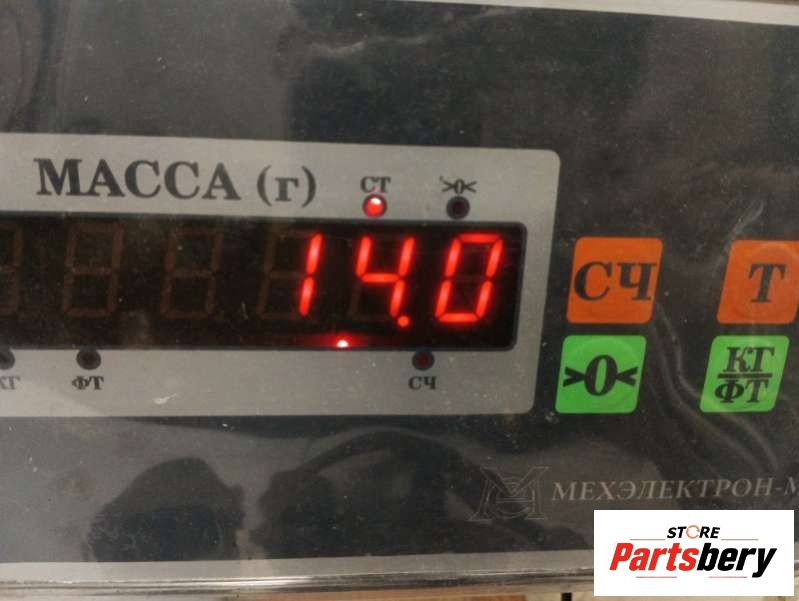 МАССА (г)
СТ >0<
14.0
КГ ФТ СЧ
СЧ Т
>0< КГ
ФТ
МЕХЭЛЕКТРОН-М
STORE
Partsbery